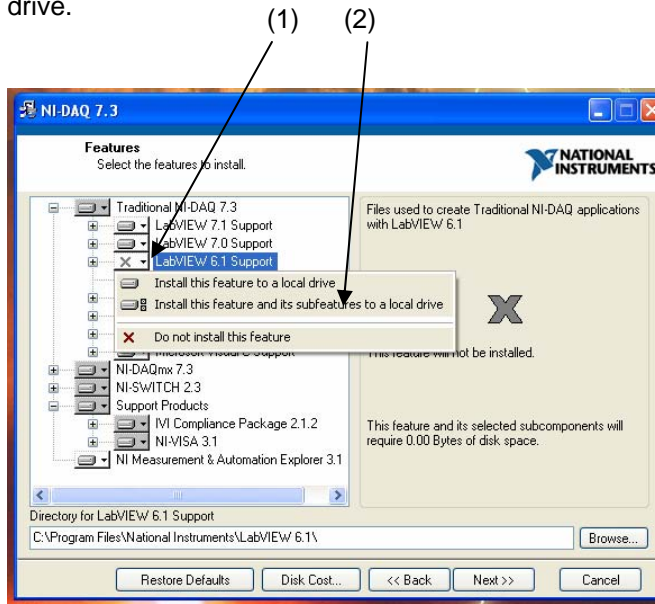 drive.
(1) (2)
NI-DAQ 7.3
Features
Select the features to install.
NATIONAL
INSTRUMENTS
Traditional NI-DAQ 7.3
LabVIEW 7.1 Support
LabVIEW 7.0 Support
LabVIEW 6.1 Support
Install this feature to a local drive
Install this feature and its subfeatures to a local drive
Do not install this feature
Microsoft Visual C Support
NI-DAQmx 7.3
NI-SWITCH 2.3
Support Products
IVI Compliance Package 2.1.2
NI-VISA 3.1
NI Measurement & Automation Explorer 3.1
Files used to create Traditional NI-DAQ applications
with LabVIEW 6.1
This feature will not be installed.
This feature and its selected subcomponents will
require 0.00 Bytes of disk space.
Directory for LabVIEW 6.1 Support
C:\Program Files\National Instruments\LabVIEW 6.1\
Browse...
Restore Defaults Disk Cost... << Back Next >> Cancel